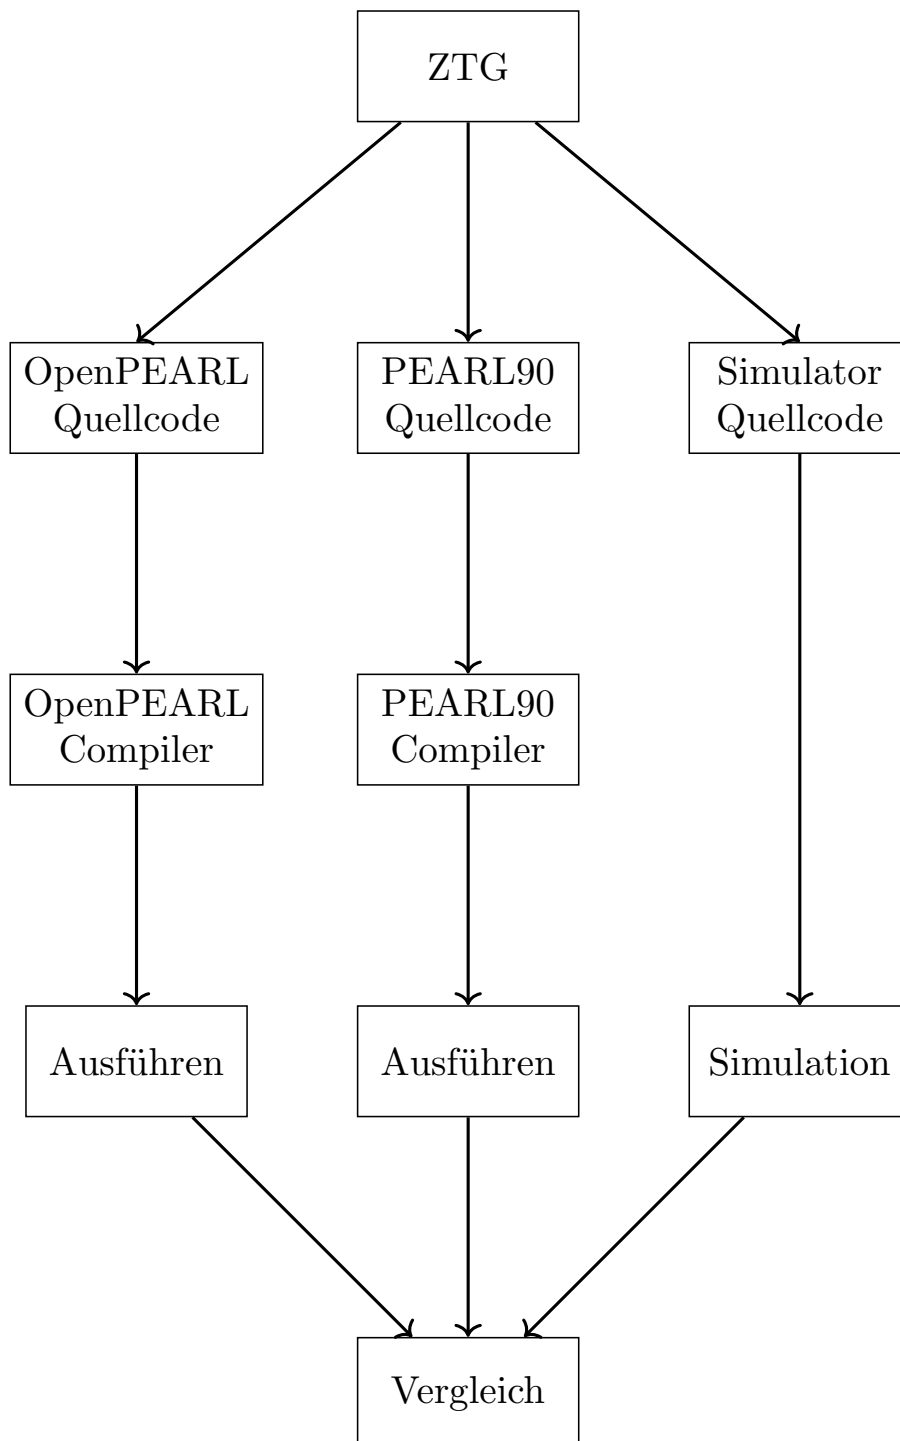 ZTG
OpenPEARL
Quellcode
PEARL90
Quellcode
Simulator
Quellcode
OpenPEARL
Compiler
PEARL90
Compiler
Ausführen
Ausführen
Simulation
Vergleich